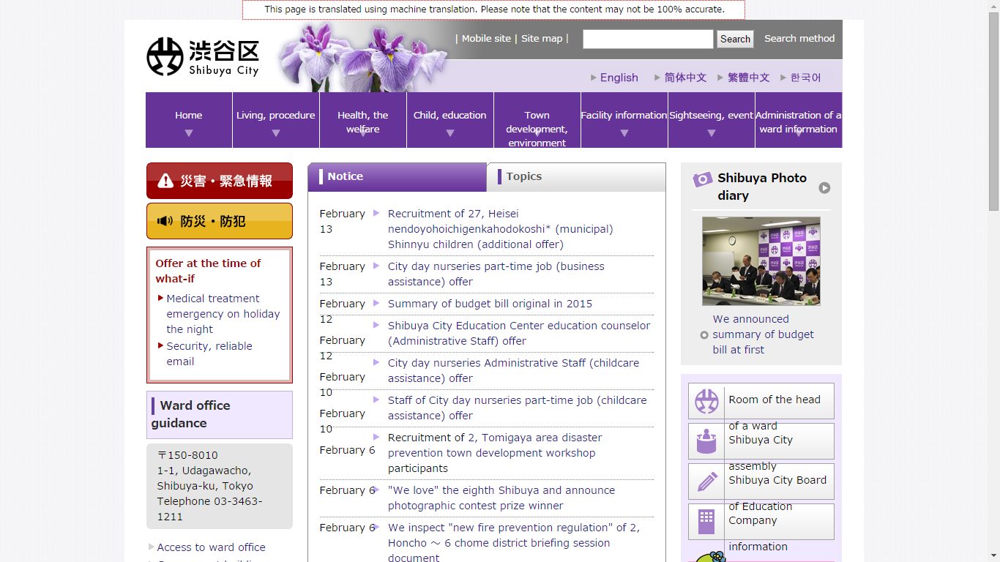 This page is translated using machine translation. Please note that the content may not be 100% accurate.
渋谷区
Shibuya City
| Mobile site | Site map |
Search
Search method
English
简体中文
繁體中文
한국어
Home
Living, procedure
Health, the
welfare
Child, education
Town
development,
environment
Facility information
Sightseeing, event
Administration of a
ward information
災害・緊急情報
防災・防犯
Offer at the time of
what-if
Medical treatment
emergency on holiday
the night
Security, reliable
email
Ward office
guidance
〒150-8010
1-1, Udagawacho,
Shibuya-ku, Tokyo
Telephone 03-3463-
1211
Access to ward office
Notice
Topics
February
13
Recruitment of 27, Heisei
nendoyohoichigenkahodokoshi* (municipal)
Shinnyu children (additional offer)
February
13
City day nurseries part-time job (business
assistance) offer
February
12
Summary of budget bill original in 2015
February
12
Shibuya City Education Center education counselor
(Administrative Staff) offer
February
10
City day nurseries Administrative Staff (childcare
assistance) offer
February
10
Staff of City day nurseries part-time job (childcare
assistance) offer
February 6
Recruitment of 2, Tomigaya area disaster
prevention town development workshop
participants
February 6
"We love" the eighth Shibuya and announce
photographic contest prize winner
February 6
We inspect "new fire prevention regulation" of 2,
Honcho ～ 6 chome district briefing session
document
Shibuya Photo
diary
We announced
summary of budget
bill at first
Room of the head
of a ward
Shibuya City
assembly
Shibuya City Board
of Education
Company
information